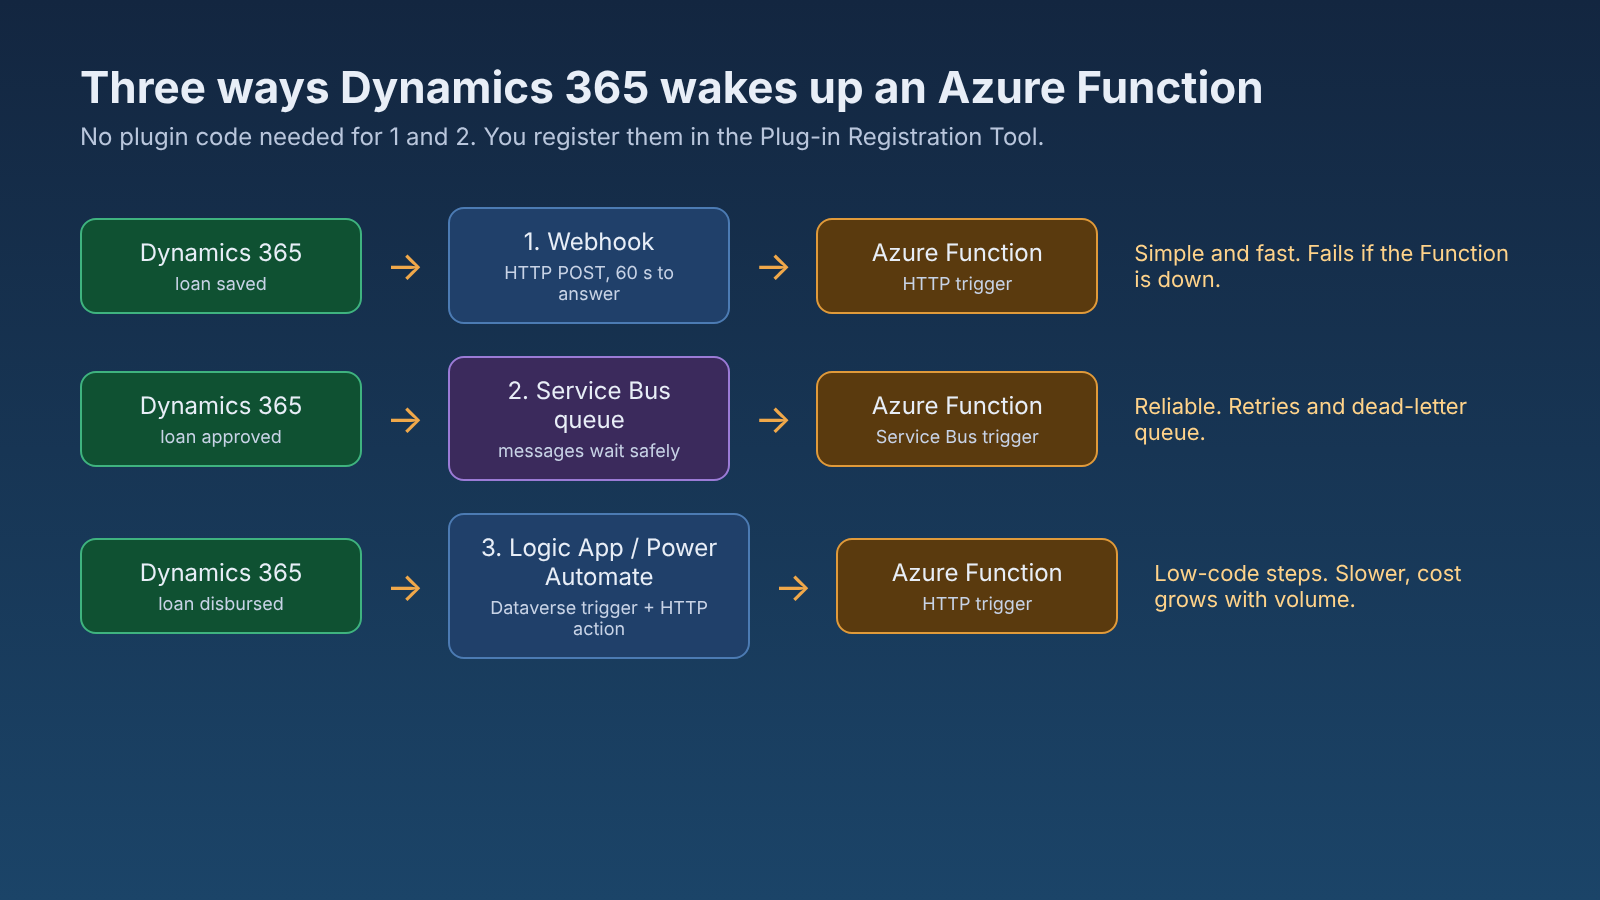 Three ways Dynamics 365 wakes up an Azure Function
No plugin code needed for 1 and 2. You register them in the Plug-in Registration Tool.
Dynamics 365
loan saved
→
1. Webhook
HTTP POST, 60 s to
answer
→
Azure Function
HTTP trigger
Simple and fast. Fails if the Function
is down.
Dynamics 365
loan approved
→
2. Service Bus
queue
messages wait safely
→
Azure Function
Service Bus trigger
Reliable. Retries and dead-letter
queue.
Dynamics 365
loan disbursed
→
3. Logic App / Power
Automate
Dataverse trigger + HTTP
action
→
Azure Function
HTTP trigger
Low-code steps. Slower, cost
grows with volume.